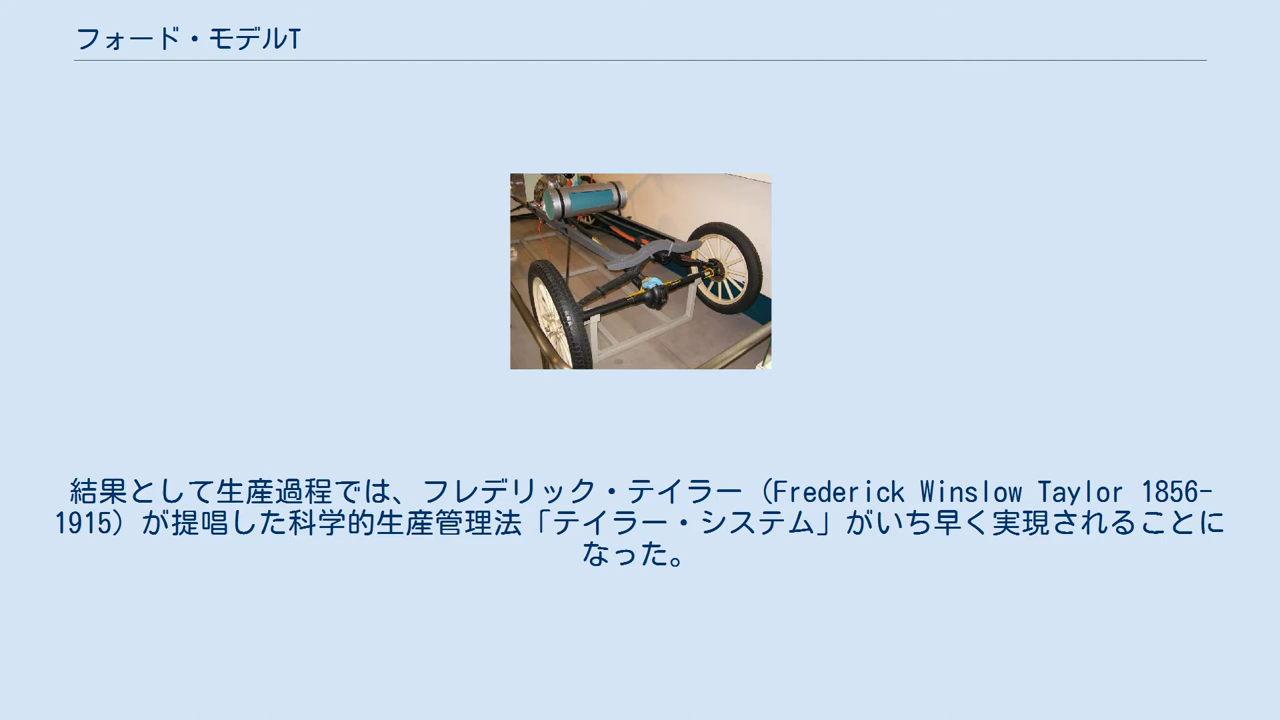 フォード・モデルT
結果として生産過程では、フレデリック・テイラー（Frederick Winslow Taylor 1856-
1915）が提唱した科学的生産管理法「テイラー・システム」がいち早く実現されることに
なった。